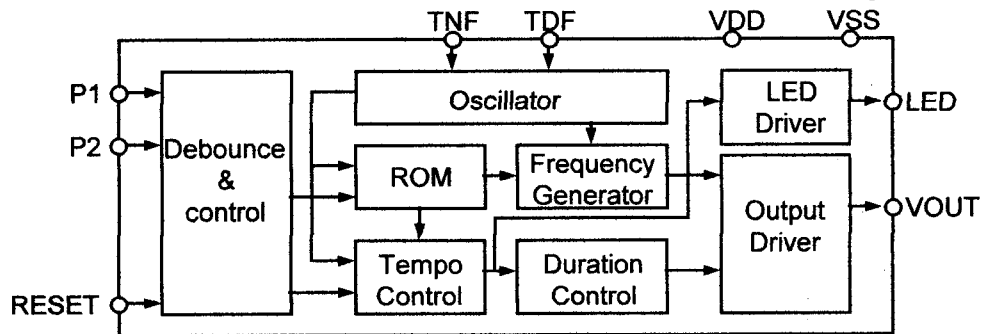 TNF TDF VDD VSS
P1
P2
RESET
Debounce
&
control
Oscillator
ROM
Frequency
Generator
Tempo
Control
Duration
Control
LED
Driver
Output
Driver
LED
VOUT